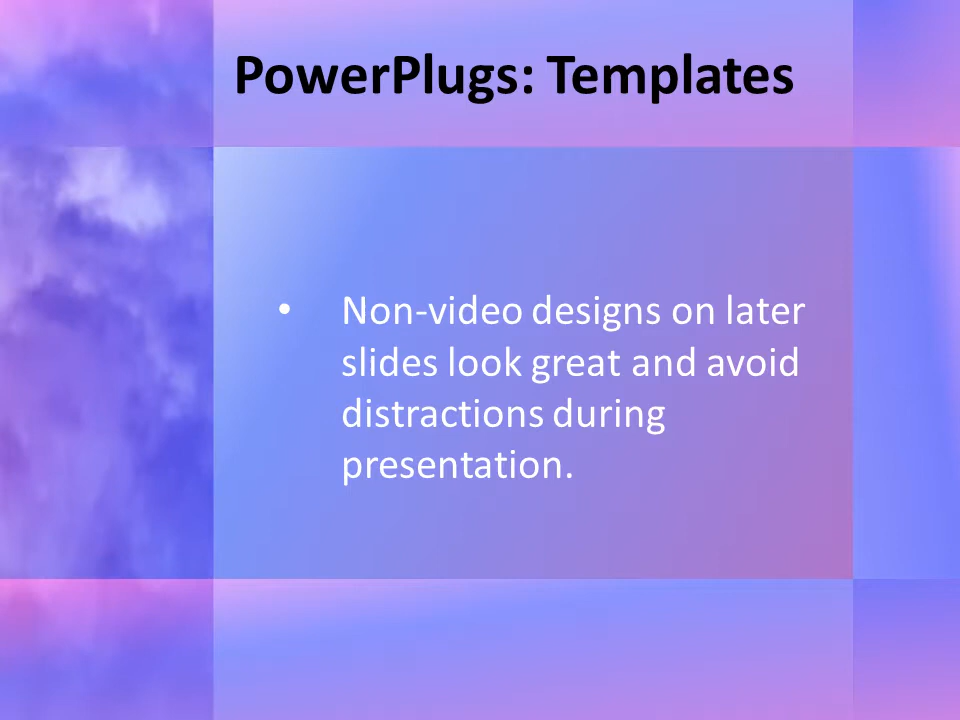 PowerPlugs: Templates
• Non-video designs on later
slides look great and avoid
distractions during
presentation.